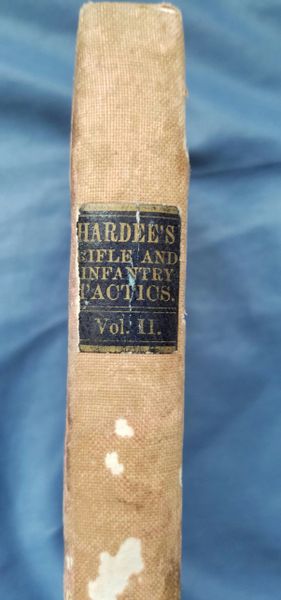 HARDEE'S
RIFLE AND
INFANTRY
TACTICS.
Vol. II.